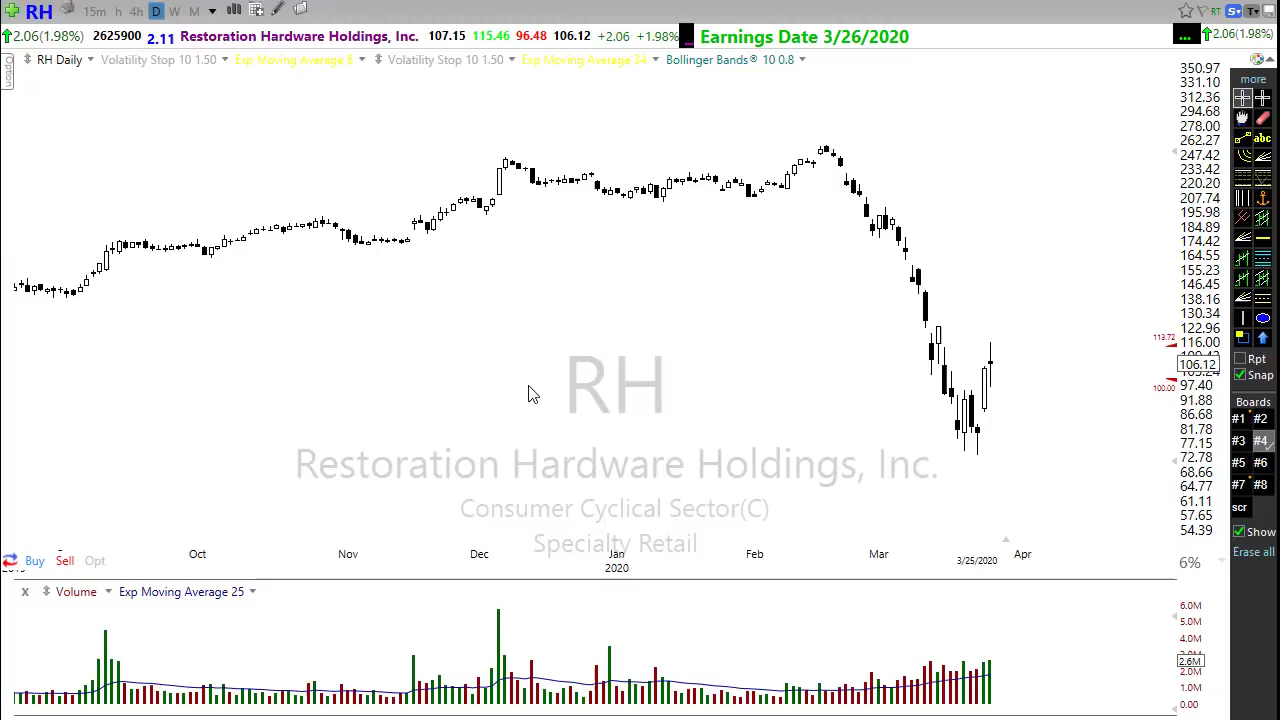 RH 15m h 4h D W M RT S T
2.06(1.98%) 2625900 2.11 Restoration Hardware Holdings, Inc. 107.15 115.46 96.48 106.12 +2.06 +1.98% Earnings Date 3/26/2020 ... 2.06(1.98%)
Option RH Daily Volatility Stop 10 1.50 Exp Moving Average 8 Volatility Stop 10 1.50 Exp Moving Average 34 Bollinger Bands® 10 0.8
350.97
331.10
312.36
294.68
278.00
262.27
247.42
233.42
220.20
207.74
195.98
184.89
174.42
164.55
155.23
146.45
138.16
130.34
122.96
113.72
116.00
106.12
100.00
97.40
91.88
86.68
81.78
77.15
72.78
68.66
64.77
61.11
57.65
54.39
more
abc
Rpt
Snap
Boards
#1 #2
#3 #4
#5 #6
#7 #8
scr
Show
Erase all
RH
Restoration Hardware Holdings, Inc.
Consumer Cyclical Sector(C)
Specialty Retail
Oct Nov Dec Jan Feb Mar Apr
2020 3/25/2020
Buy Sell Opt 6%
x Volume Exp Moving Average 25
6.0M
5.0M
4.0M
2.6M
2.0M
1.0M
0.00